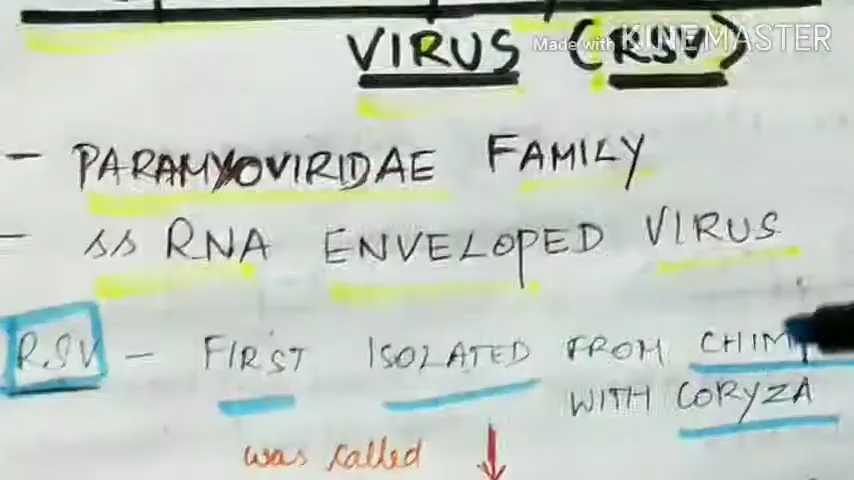 Made with KINEMASTER
VIRUS (RSV)
- PARAMYXOVIRIDAE FAMILY
- ss RNA ENVELOPED VIRUS
RSV - FIRST ISOLATED FROM CHIMP
WITH CORYZA
was called